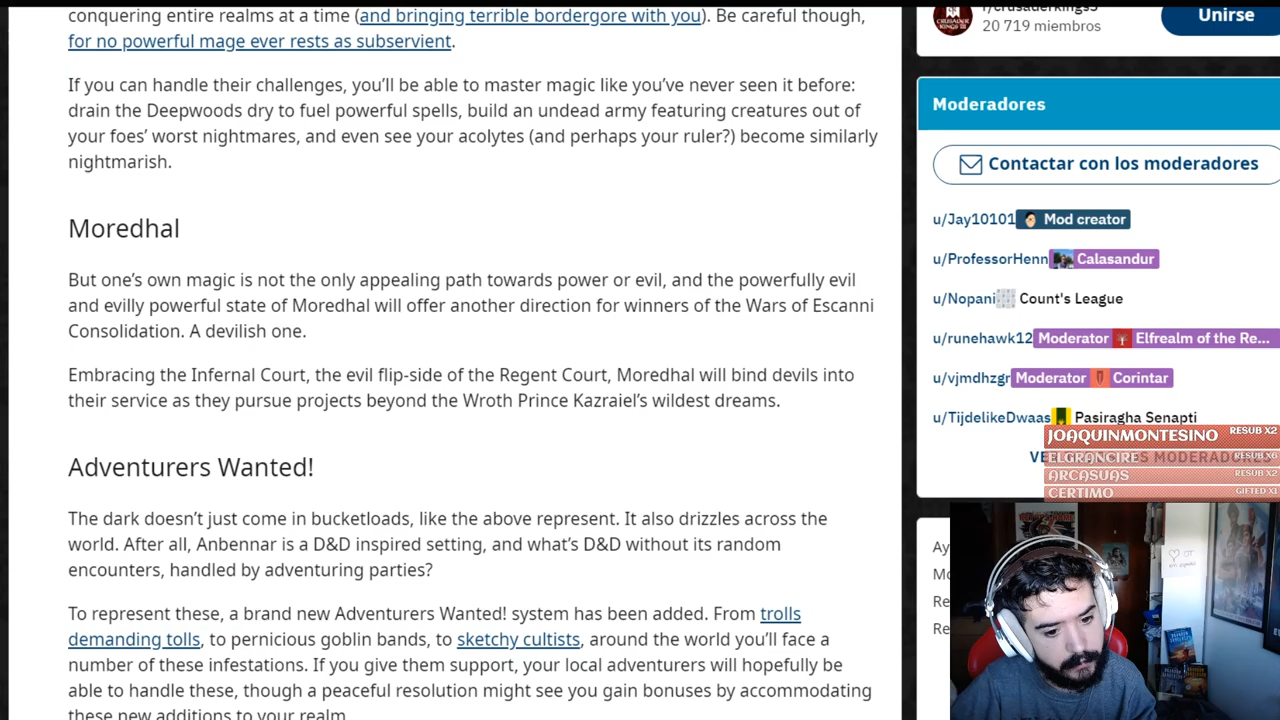 conquering entire realms at a time (and bringing terrible bordergore with you). Be careful though,
for no powerful mage ever rests as subservient.
If you can handle their challenges, you'll be able to master magic like you've never seen it before:
drain the Deepwoods dry to fuel powerful spells, build an undead army featuring creatures out of
your foes' worst nightmares, and even see your acolytes (and perhaps your ruler?) become similarly
nightmarish.
Moredhal
But one's own magic is not the only appealing path towards power or evil, and the powerfully evil
and evilly powerful state of Moredhal will offer another direction for winners of the Wars of Escanni
Consolidation. A devilish one.
Embracing the Infernal Court, the evil flip-side of the Regent Court, Moredhal will bind devils into
their service as they pursue projects beyond the Wroth Prince Kazraiel's wildest dreams.
Adventurers Wanted!
The dark doesn't just come in bucketloads, like the above represent. It also drizzles across the
world. After all, Anbennar is a D&D inspired setting, and what's D&D without its random
encounters, handled by adventuring parties?
To represent these, a brand new Adventurers Wanted! system has been added. From trolls
demanding tolls, to pernicious goblin bands, to sketchy cultists, around the world you'll face a
number of these infestations. If you give them support, your local adventurers will hopefully be
able to handle these, though a peaceful resolution might see you gain bonuses by accommodating
these new additions to your realm.
20 719 miembros
Unirse
Moderadores
Contactar con los moderadores
u/Jay10101 Mod creator
u/ProfessorHenn Calasandur
u/Nopani Count's League
u/runehawk12 Moderator Elfrealm of the Re...
u/vjmdhzgr Moderator Corintar
u/TijdelikeDwaas Pasiragha Senapti
JOAQUINMONTESINO RESUB X2
ELGRANCIRE RESUB X6
ARCASUAS RESUB X2
CERTIMO GIFTED X1